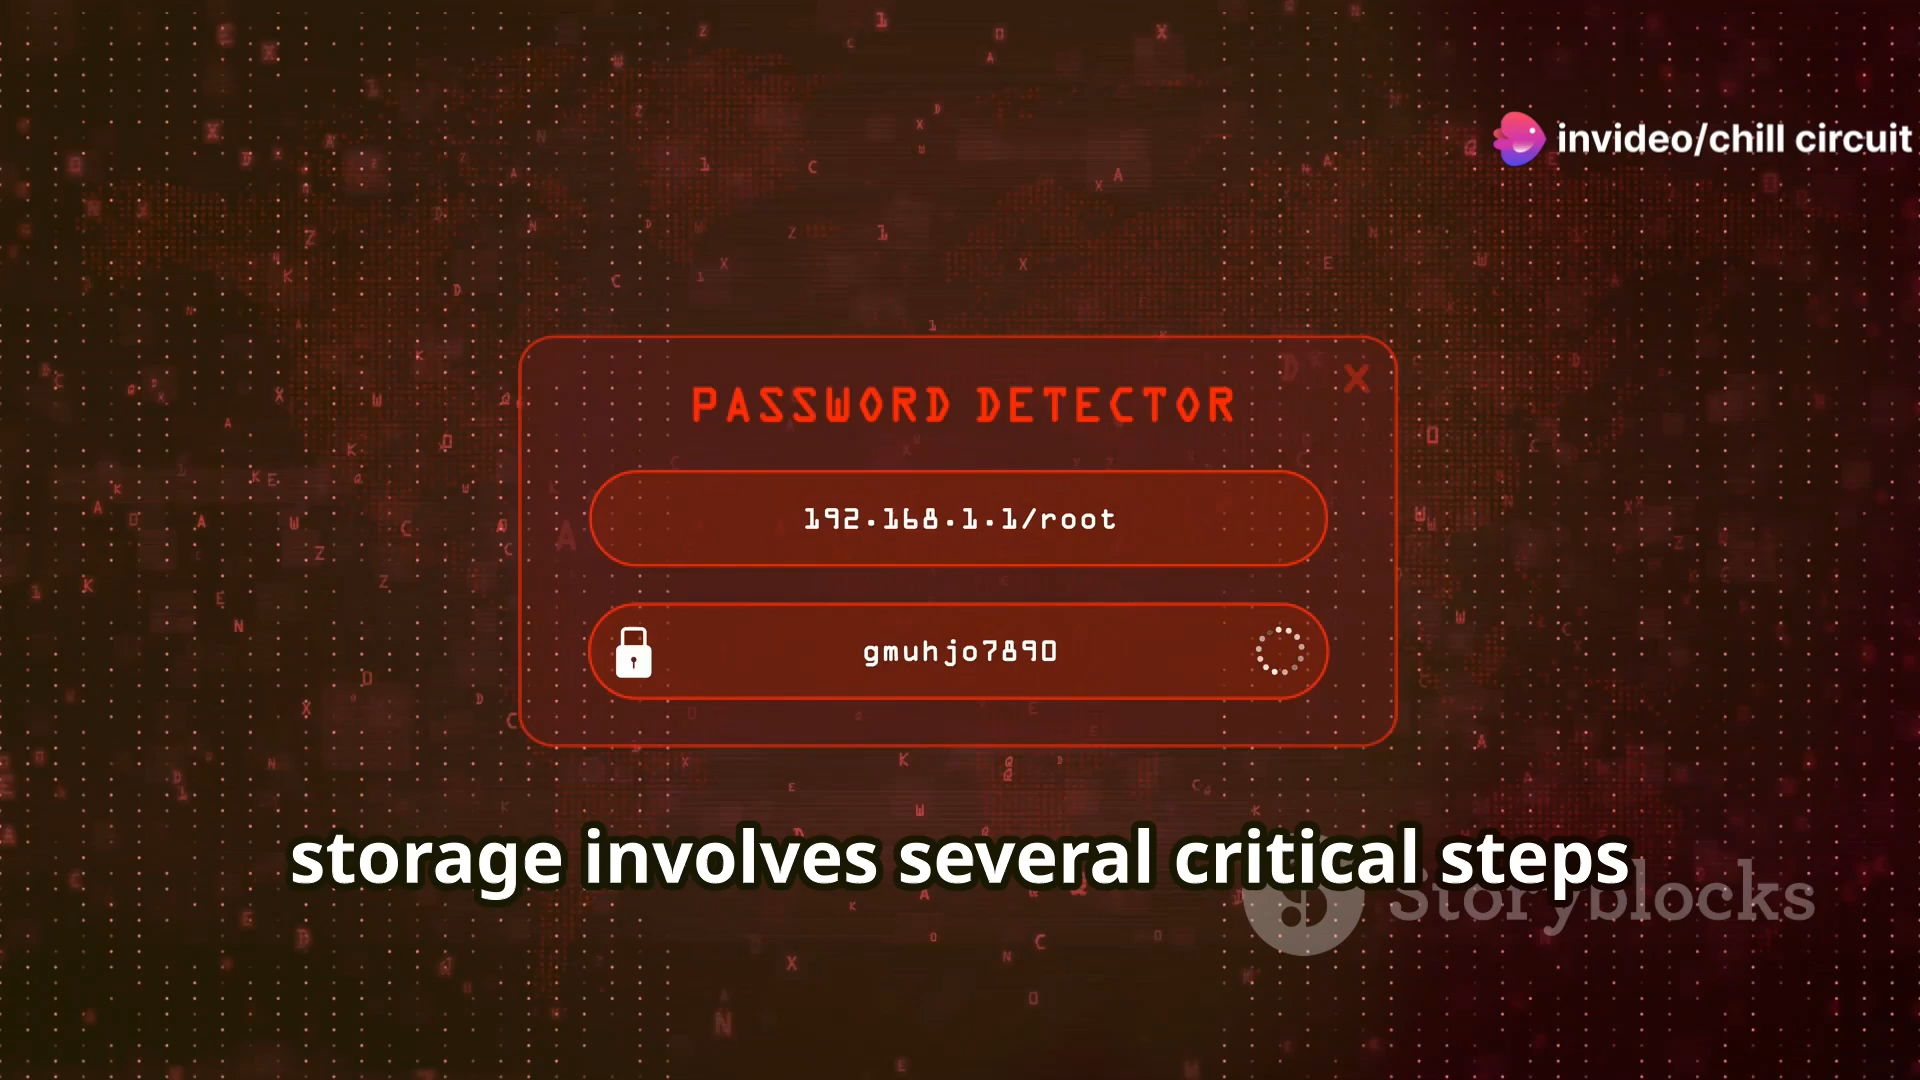 invideo/chill circuit
PASSWORD DETECTOR
X
192.168.1.1/root
gmuhjo7890
storage involves several critical steps
Storyblocks